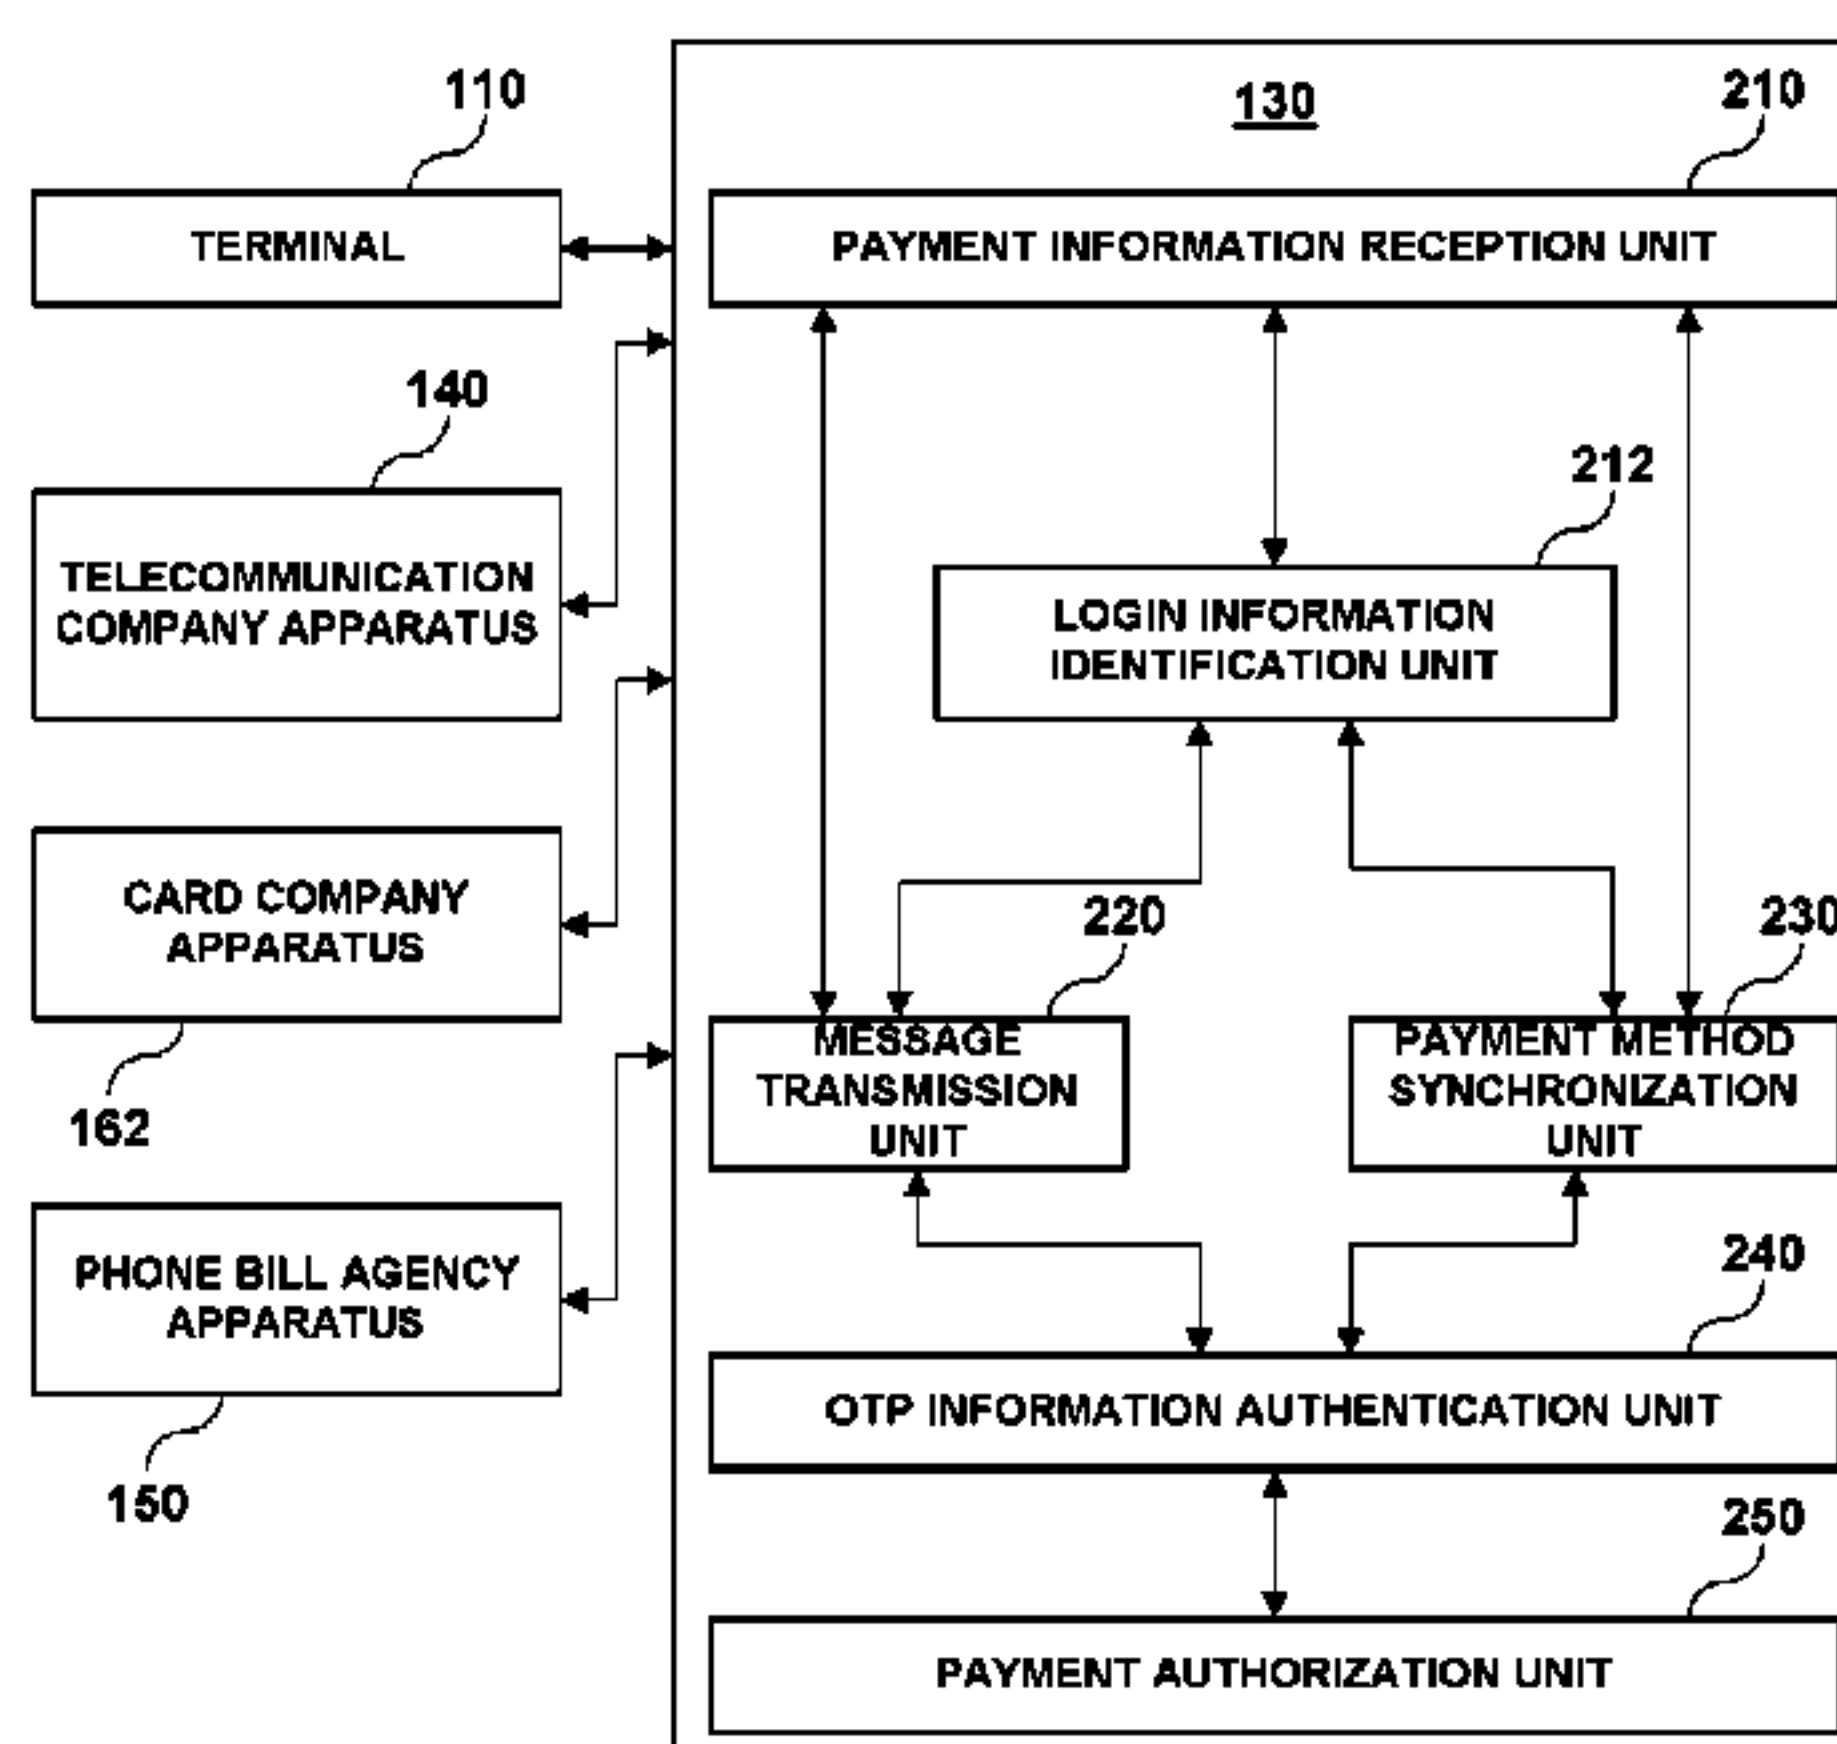 110
130
210
TERMINAL
PAYMENT INFORMATION RECEPTION UNIT
140
212
TELECOMMUNICATION
COMPANY APPARATUS
LOGIN INFORMATION
IDENTIFICATION UNIT
CARD COMPANY
APPARATUS
162
220
230
MESSAGE
TRANSMISSION
UNIT
PAYMENT METHOD
SYNCHRONIZATION
UNIT
PHONE BILL AGENCY
APPARATUS
150
240
OTP INFORMATION AUTHENTICATION UNIT
250
PAYMENT AUTHORIZATION UNIT